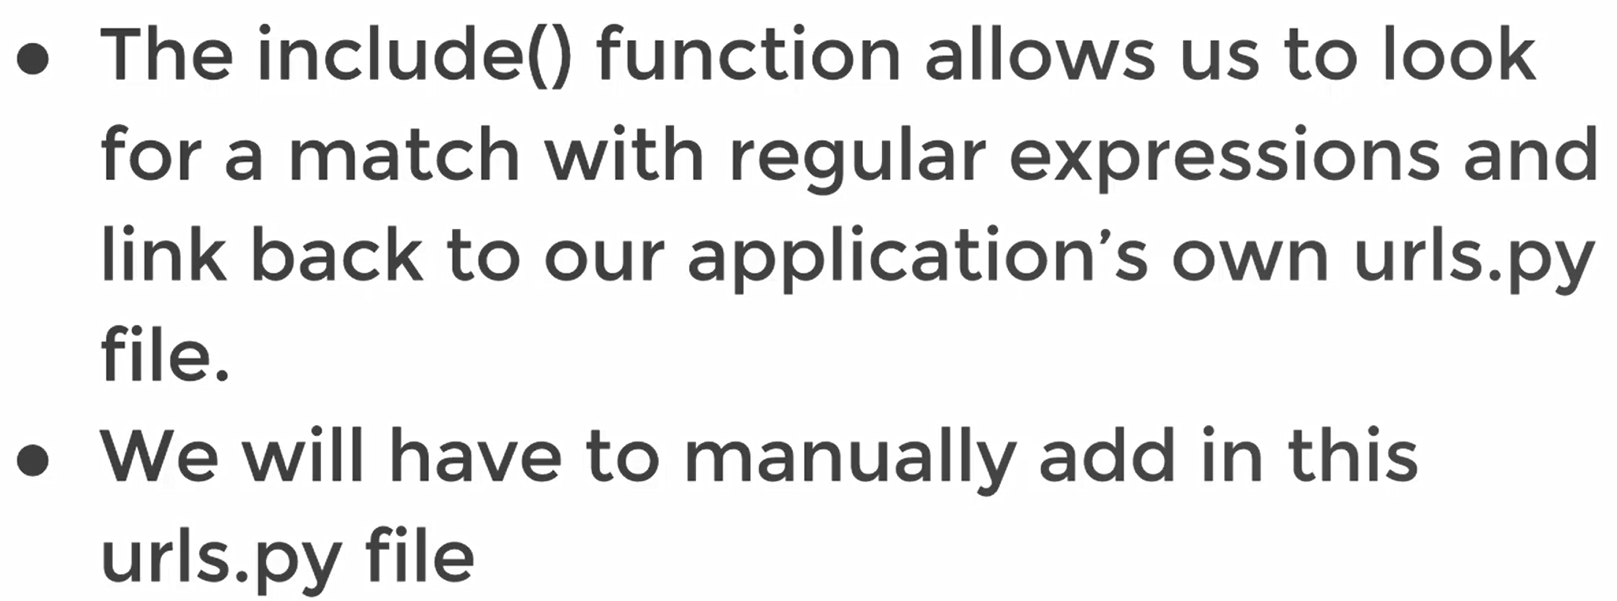 ● The include() function allows us to look
for a match with regular expressions and
link back to our application’s own urls.py
file.
● We will have to manually add in this
urls.py file